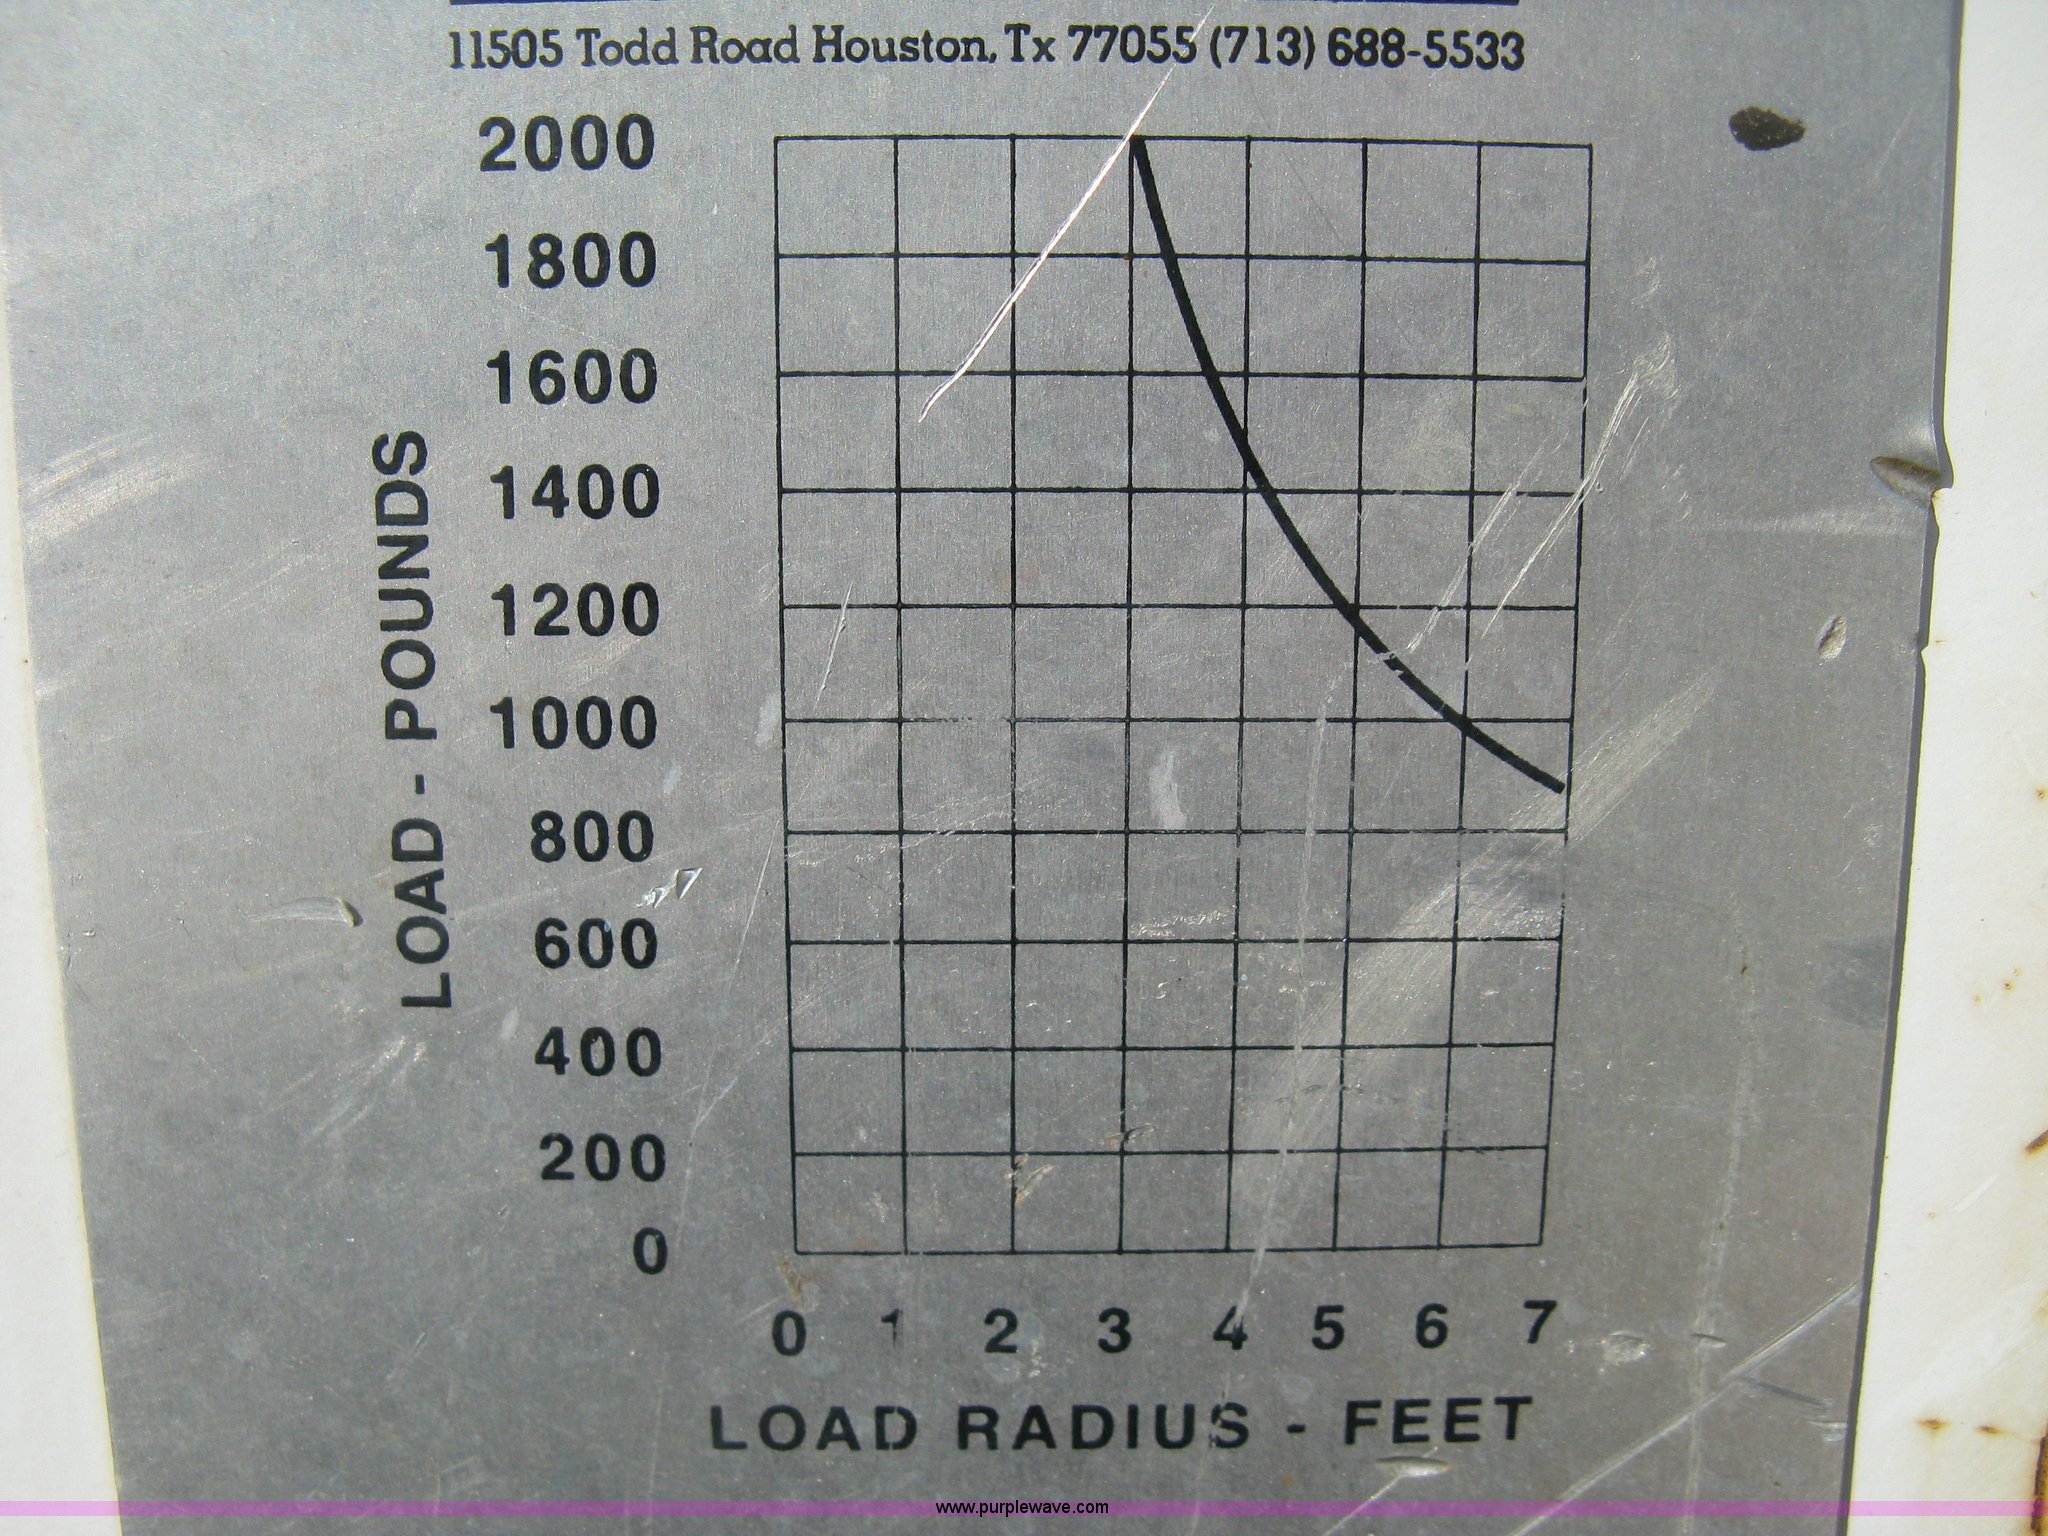 11505 Todd Road Houston, Tx 77055 (713) 688-5533
2000
1800
1600
1400
1200
1000
800
600
400
200
0
LOAD - POUNDS
0 1 2 3 4 5 6 7
LOAD RADIUS - FEET
www.purplewave.com